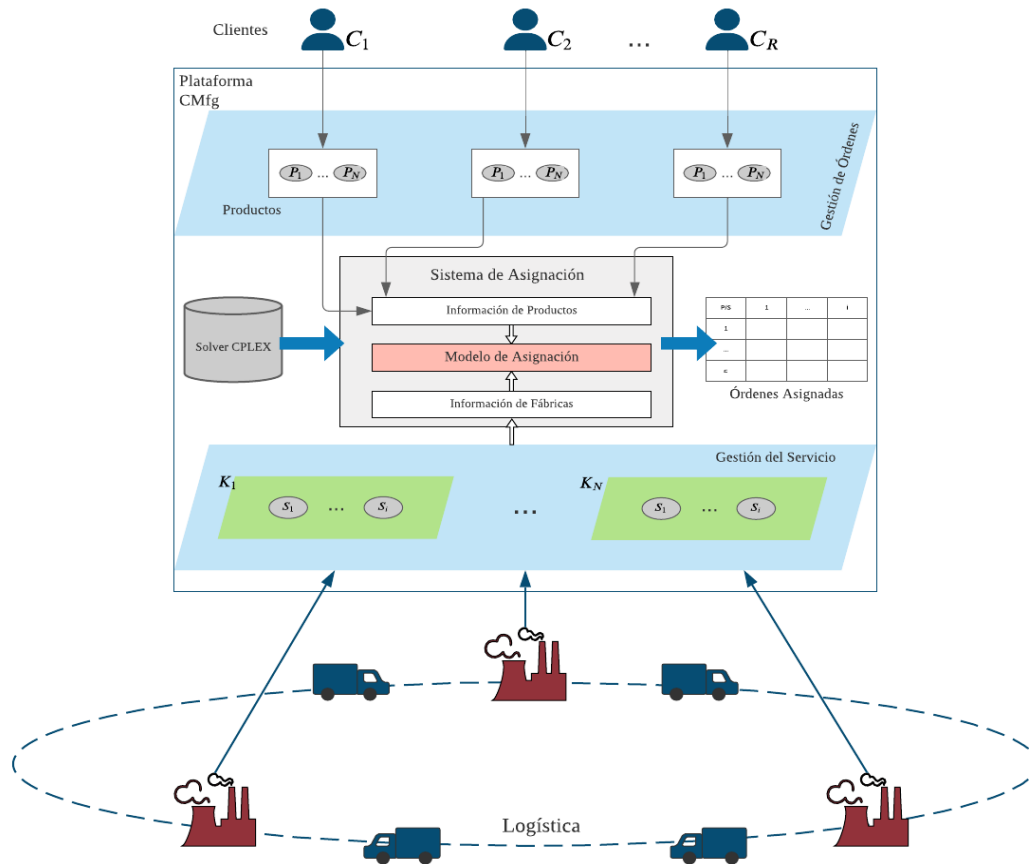 Clientes
C1
C2
...
CR
Plataforma
CMfg
P1 ... PN
P1 ... PN
P1 ... PN
Gestión de Órdenes
Productos
Sistema de Asignación
Información de Productos
Solver CPLEX
Modelo de Asignación
Información de Fábricas
P/S 1 ... I
1
...
Órdenes Asignadas
Gestión del Servicio
K1
S1 ... Si
...
KN
S1 ... Si
Logística